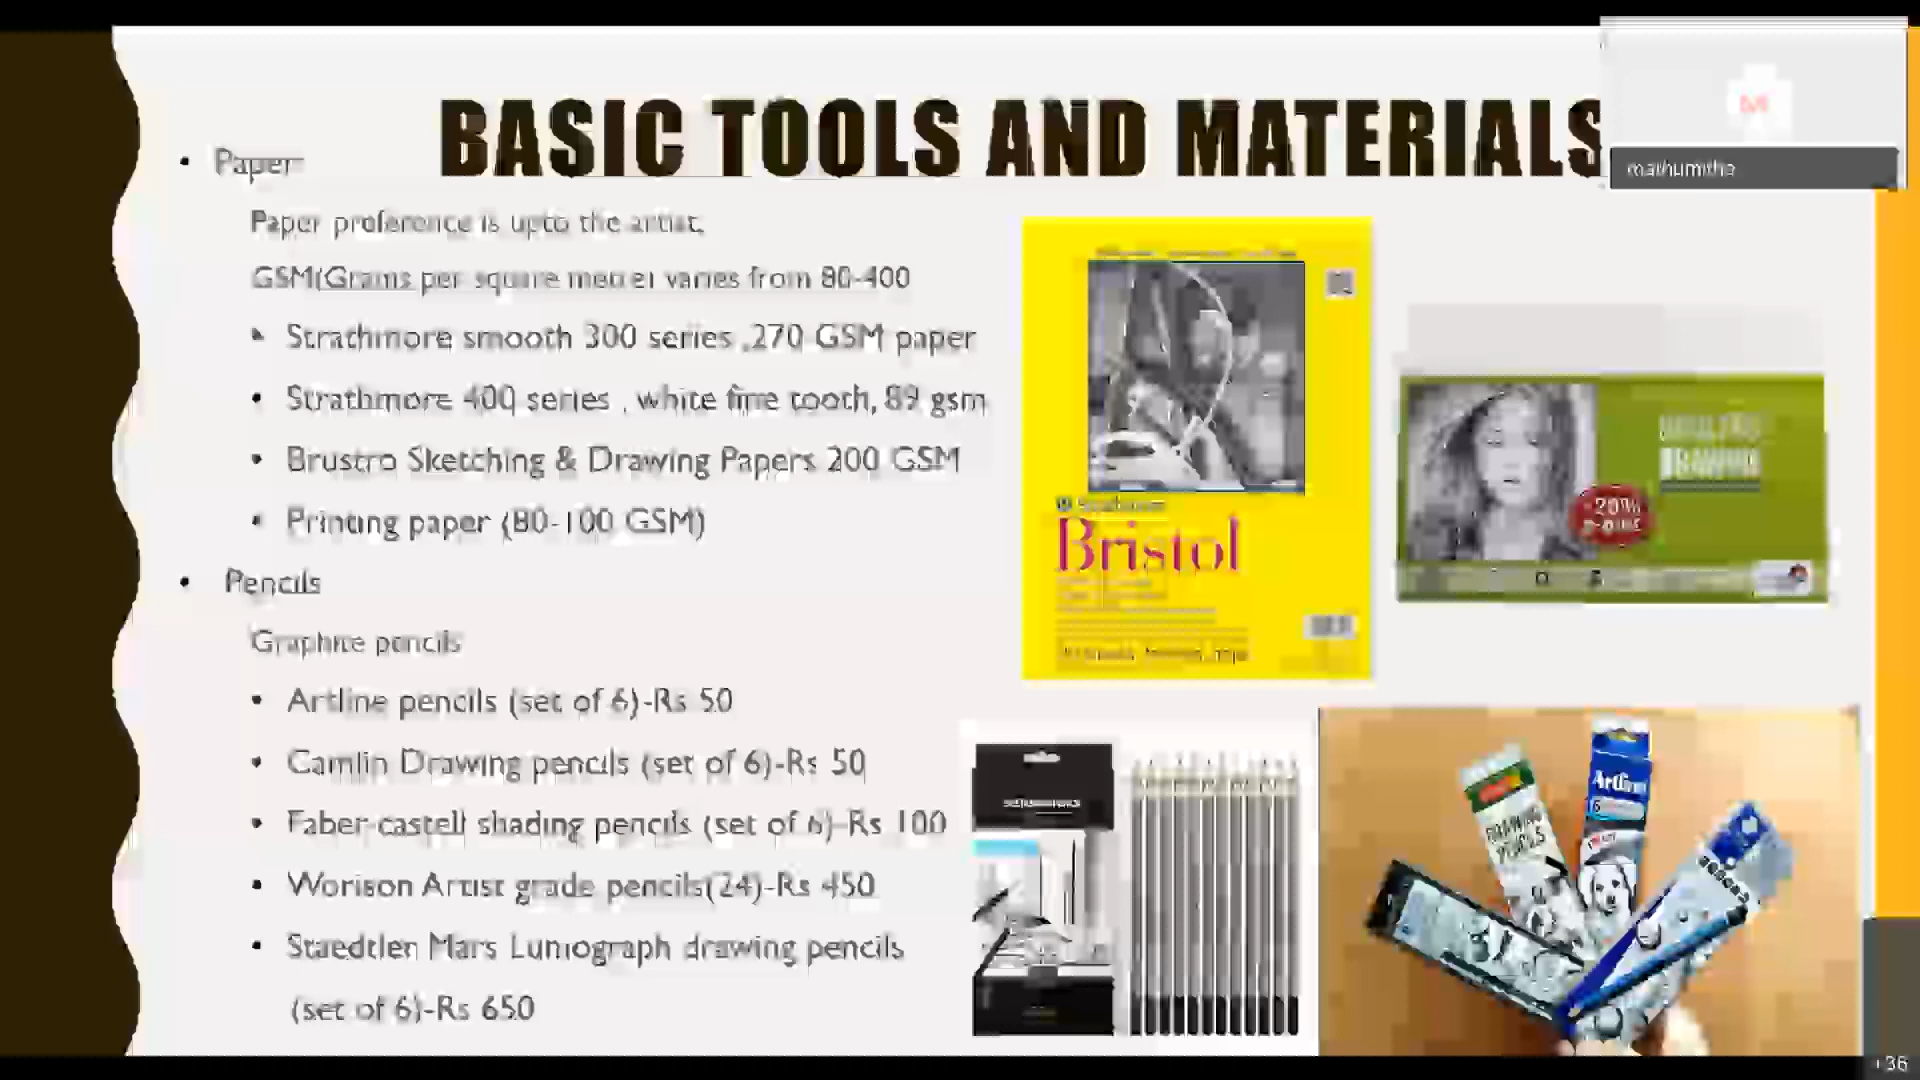 BASIC TOOLS AND MATERIALS
• Paper
Paper preference is upto the artist.
GSM(Grams per square meter varies from 80-400
• Strathmore smooth 300 series ,270 GSM paper
• Strathmore 400 series , white fine tooth, 89 gsm
• Brustro Sketching & Drawing Papers 200 GSM
• Printing paper (80-100 GSM)
• Pencils
Graphite pencils
• Artline pencils (set of 6)-Rs 50
• Camlin Drawing pencils (set of 6)-Rs 50
• Faber-castell shading pencils (set of 6)-Rs 100
• Worison Artist grade pencils(24)-Rs 450
• Staedtler Mars Lumograph drawing pencils
(set of 6)-Rs 650
M
mathumitha
Strathmore
Bristol
DRAWING
-20%
DRAWING
PENCILS
Artline
6
+36